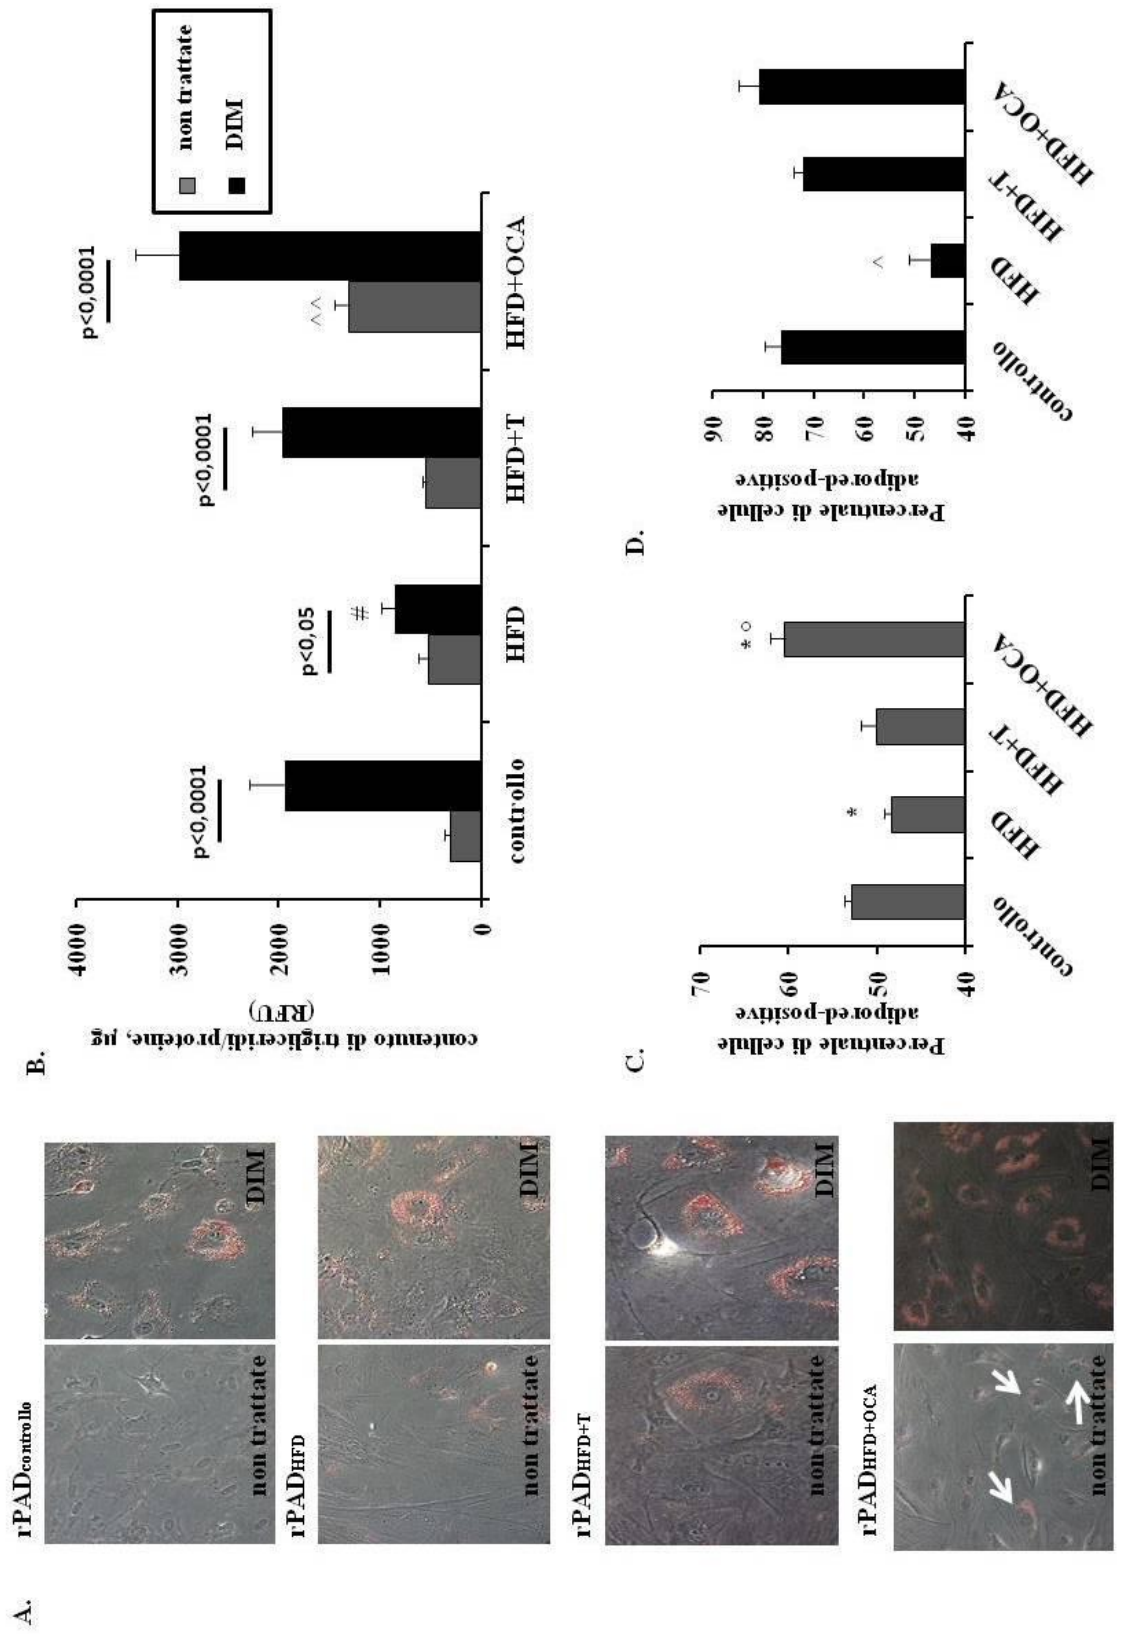 A.
rPADcontrollo
non trattate
DIM
rPADHFD
non trattate
DIM
rPADHFD+T
non trattate
DIM
rPADHFD+OCA
non trattate
DIM
B.
contenuto di trigliceridi/proteine, µg
(RFU)
4000
3000
2000
1000
0
p<0,0001
p<0,05
#
p<0,0001
p<0,0001
^^
controllo
HFD
HFD+T
HFD+OCA
non trattate
DIM
C.
Percentuale di cellule
adipored-positive
70
60
50
40
*
* °
controllo
HFD
HFD+T
HFD+OCA
D.
Percentuale di cellule
adipored-positive
90
80
70
60
50
40
^
controllo
HFD
HFD+T
HFD+OCA